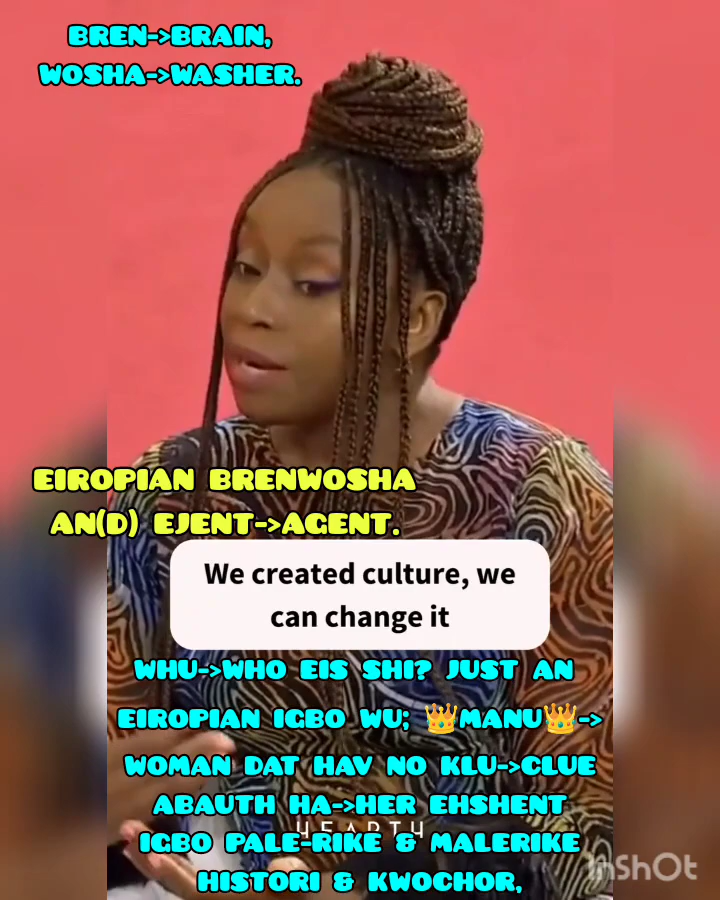 BREN->BRAIN,
WOSHA->WASHER.
EIROPIAN BRENWOSHA
AN(D) EJENT->AGENT.
We created culture, we
can change it
WHU->WHO EIS SHI? JUST AN
EIROPIAN IGBO WU; 👑MANU👑->
WOMAN DAT HAV NO KLU->CLUE
ABAUTH HA->HER EHSHENT
HEARTH
IGBO PALE-RIKE & MALERIKE
HISTORI & KWOCHOR,
InShOt